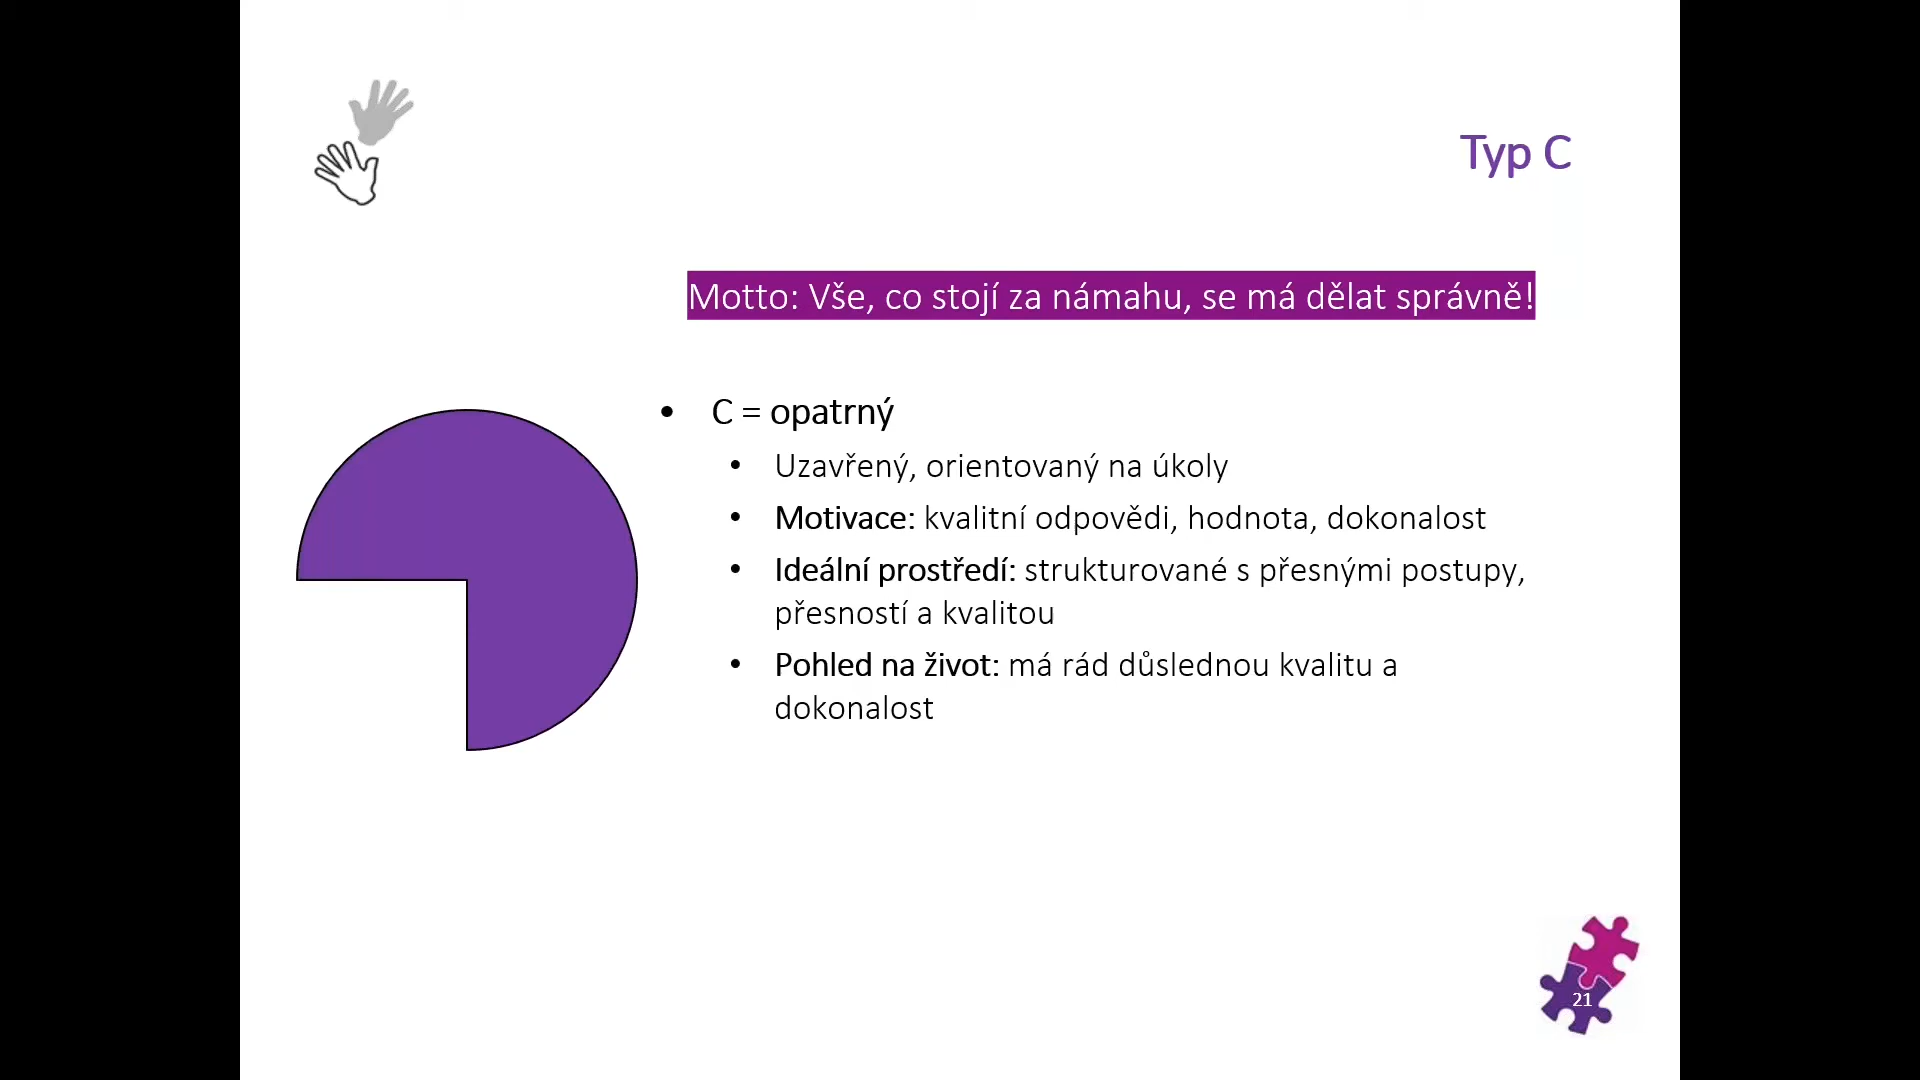 Typ C
Motto: Vše, co stojí za námahu, se má dělat správně!
• C = opatrný
• Uzavřený, orientovaný na úkoly
• Motivace: kvalitní odpovědi, hodnota, dokonalost
• Ideální prostředí: strukturované s přesnými postupy,
přesností a kvalitou
• Pohled na život: má rád důslednou kvalitu a
dokonalost
21